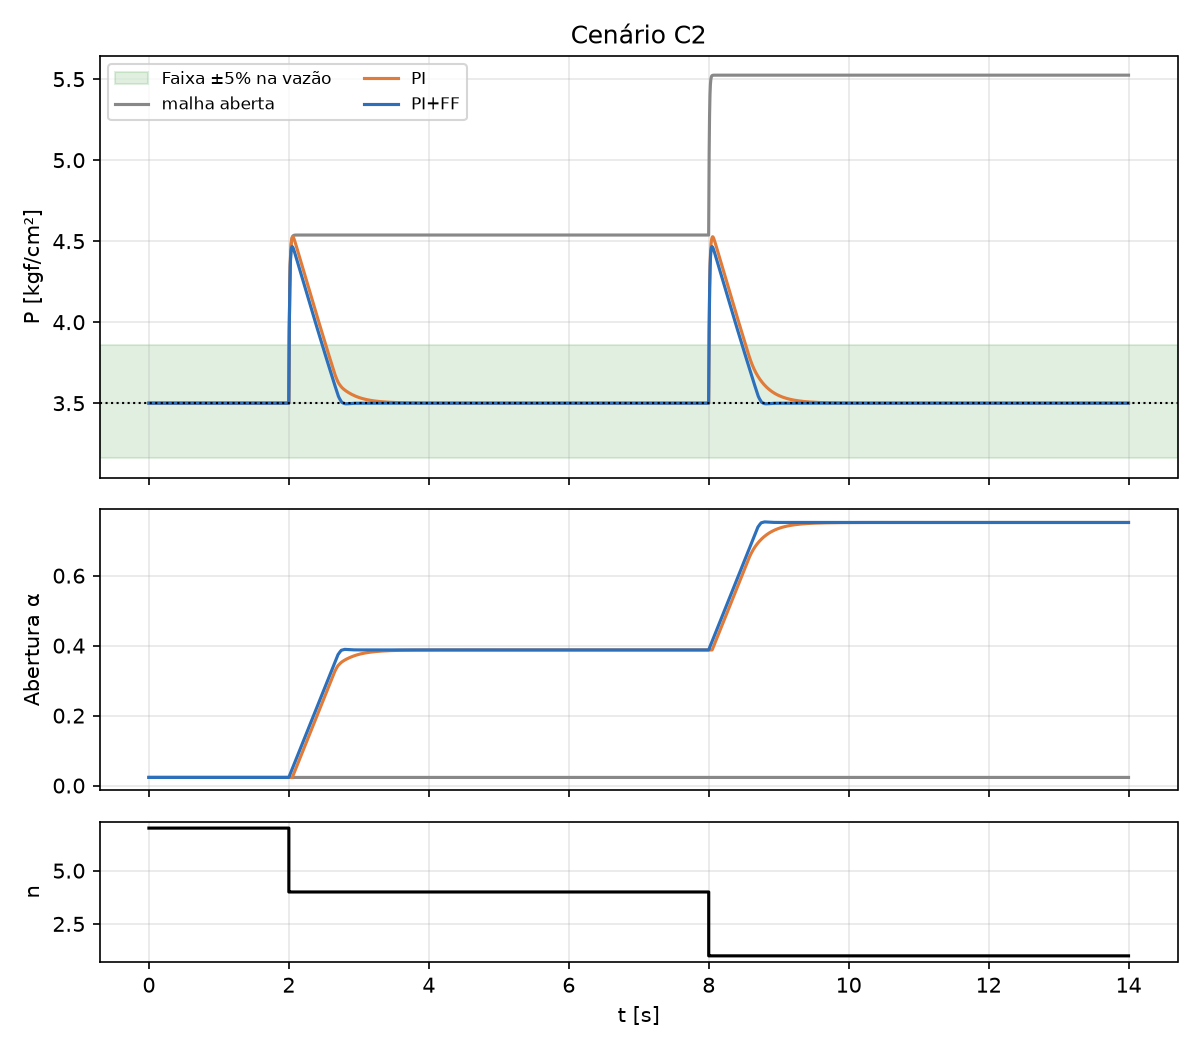 Cenário C2
Faixa ±5% na vazão
malha aberta
PI
PI+FF
P [kgf/cm²]
5.5
5.0
4.5
4.0
3.5
Abertura α
0.6
0.4
0.2
0.0
n
5.0
2.5
0 2 4 6 8 10 12 14
t [s]